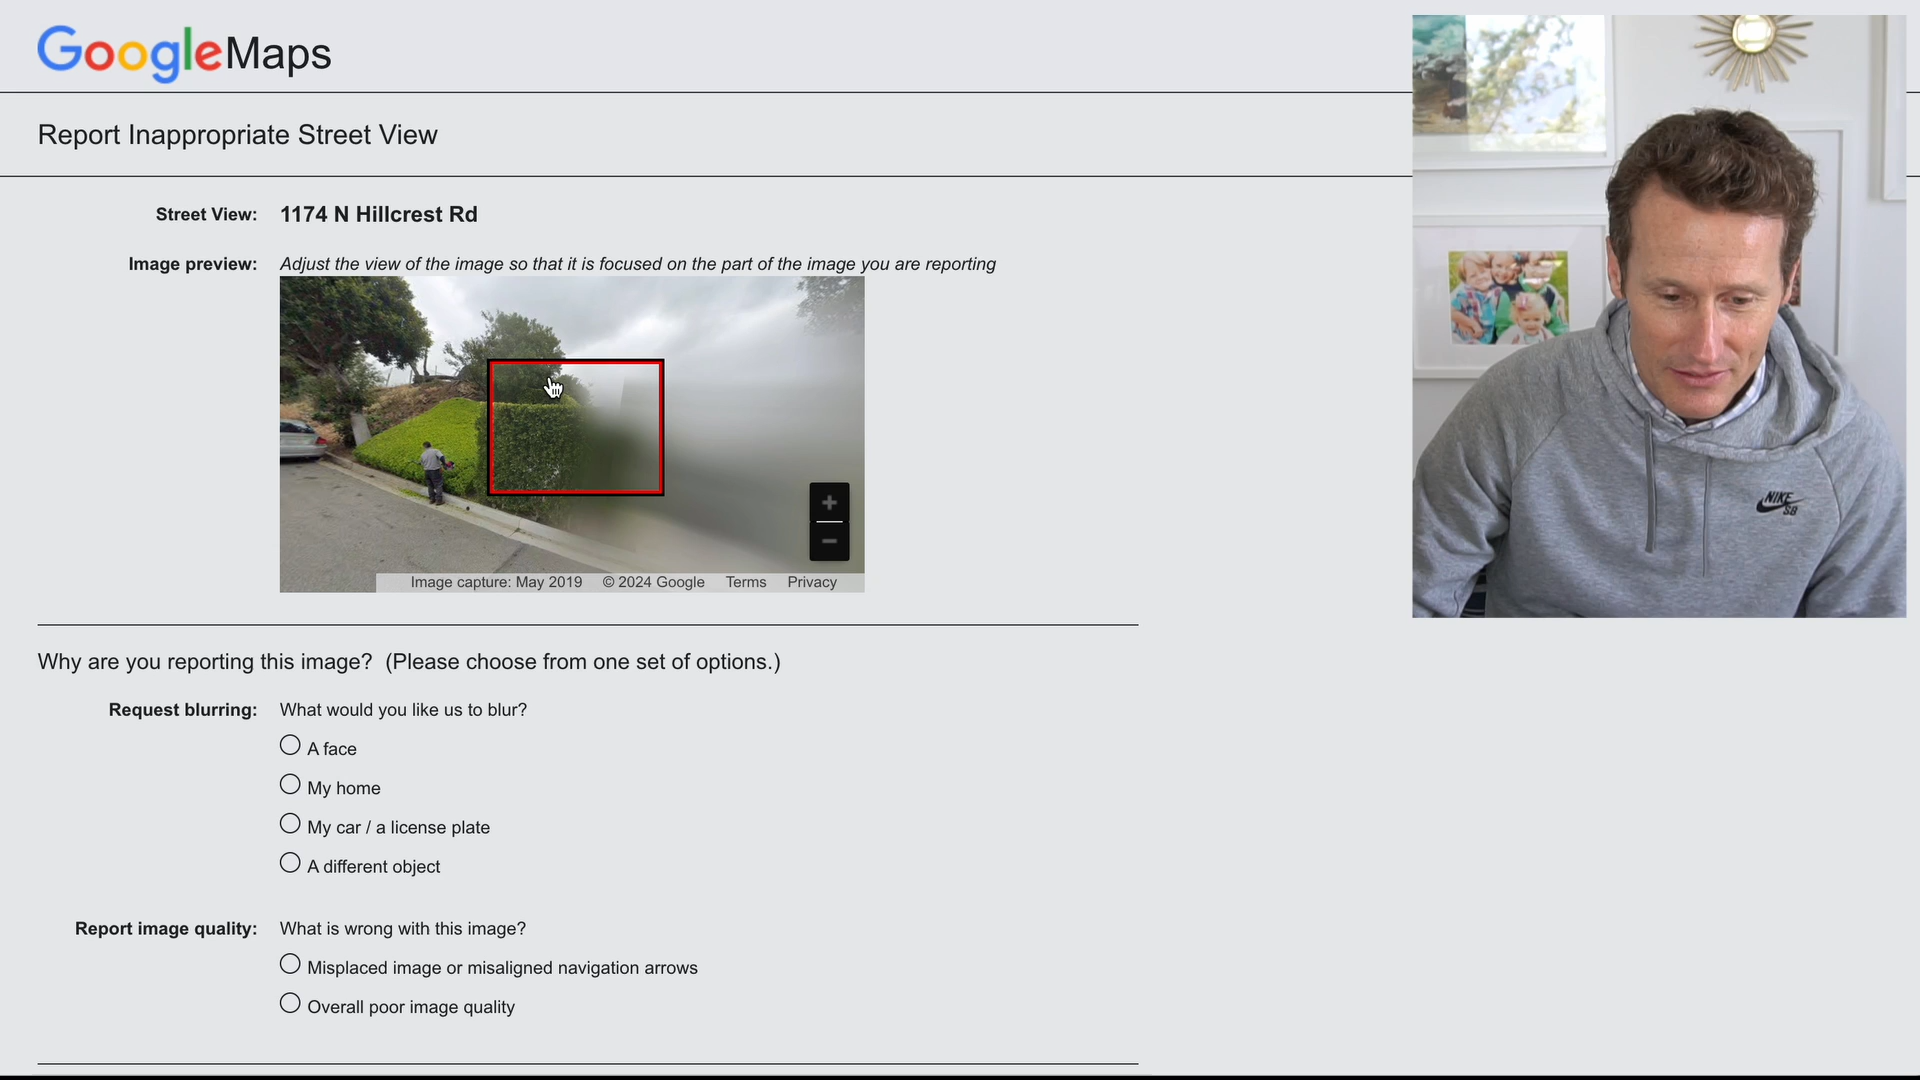 GoogleMaps
Report Inappropriate Street View
Street View: 1174 N Hillcrest Rd
Image preview: Adjust the view of the image so that it is focused on the part of the image you are reporting
Image capture: May 2019 © 2024 Google Terms Privacy
Why are you reporting this image? (Please choose from one set of options.)
Request blurring: What would you like us to blur?
A face
My home
My car / a license plate
A different object
Report image quality: What is wrong with this image?
Misplaced image or misaligned navigation arrows
Overall poor image quality
NIKE
SB